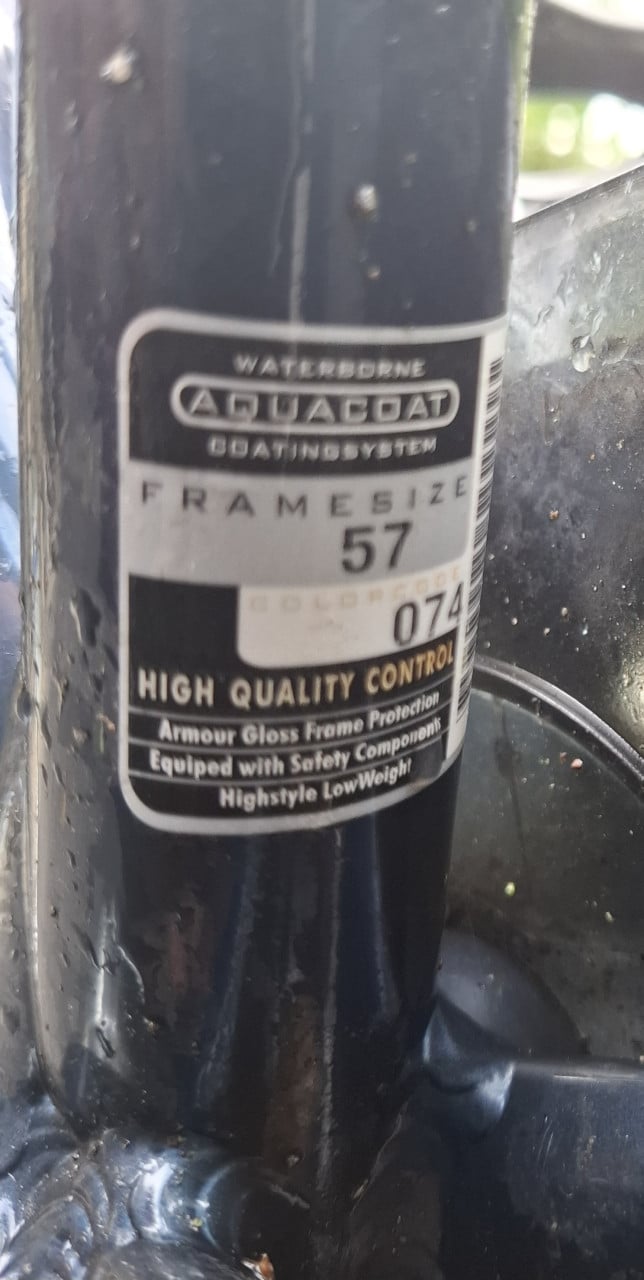 WATERBORNE
AQUACOAT
COATINGSYSTEM
FRAMESIZE
57
COLORCODE
074
HIGH QUALITY CONTROL
Armour Gloss Frame Protection
Equiped with Safety Components
Highstyle LowWeight